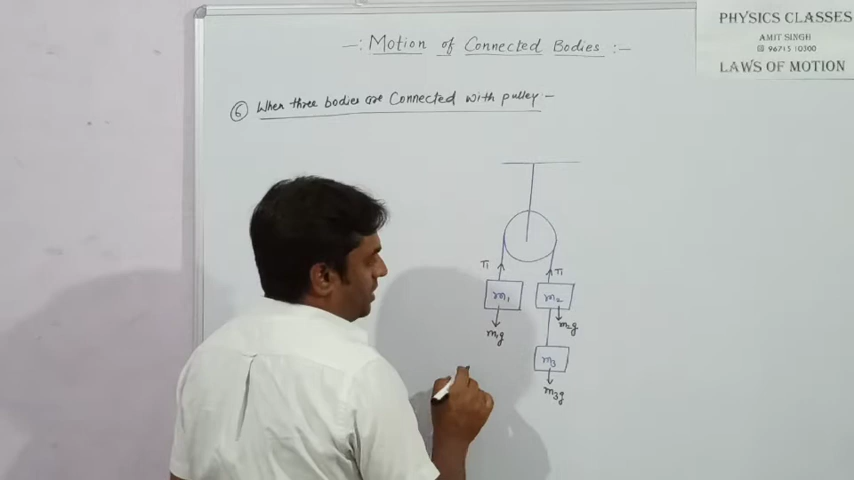 PHYSICS CLASSES
AMIT SINGH
96715 10300
LAWS OF MOTION
-: Motion of Connected Bodies :-
⑥ When three bodies are Connected with pulley -
T1 T1
m1 m2
m1g m2g
m3
m3g